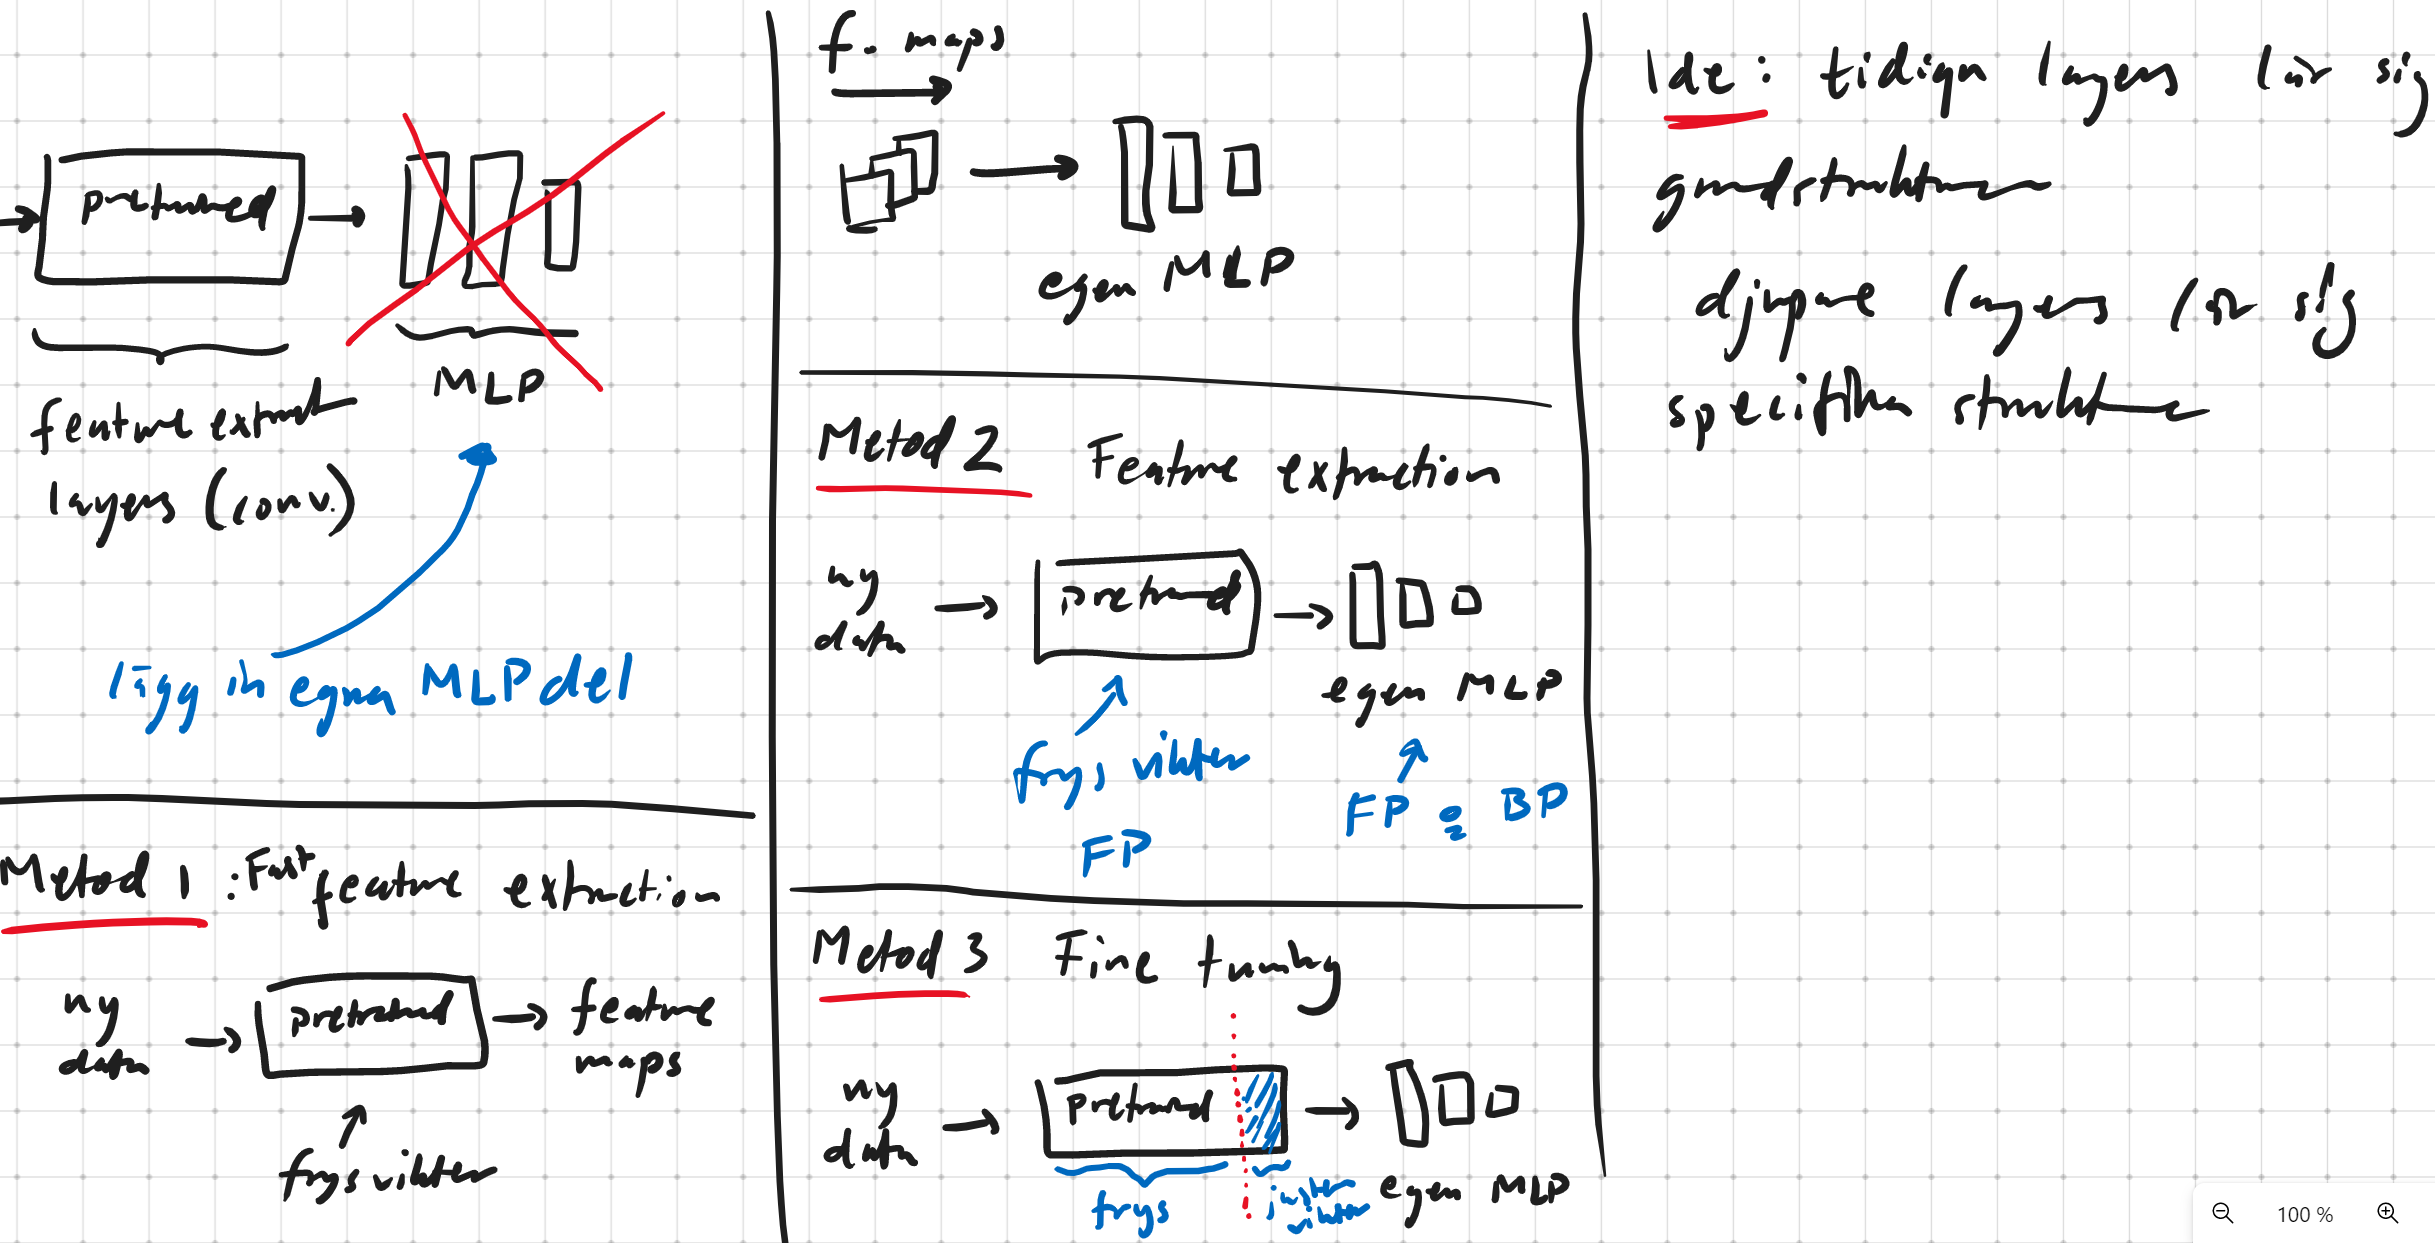 pretrained
MLP
feature extract
layers (conv.)
lägg in egna MLP del
Metod 1 : Fast feature extraction
ny
data
pretrained
feature
maps
frys vikter
f. maps
egen MLP
Metod 2 Feature extraction
ny
data
pretrained
egen MLP
frys vikter
FP
FP & BP
Metod 3 Fine tuning
ny
data
pretrained
egen MLP
frys
justera
vikter
Ide: tidiga layers lär sig
grundstrukturer
djupare layers lär sig
specifika strukturer
100 %